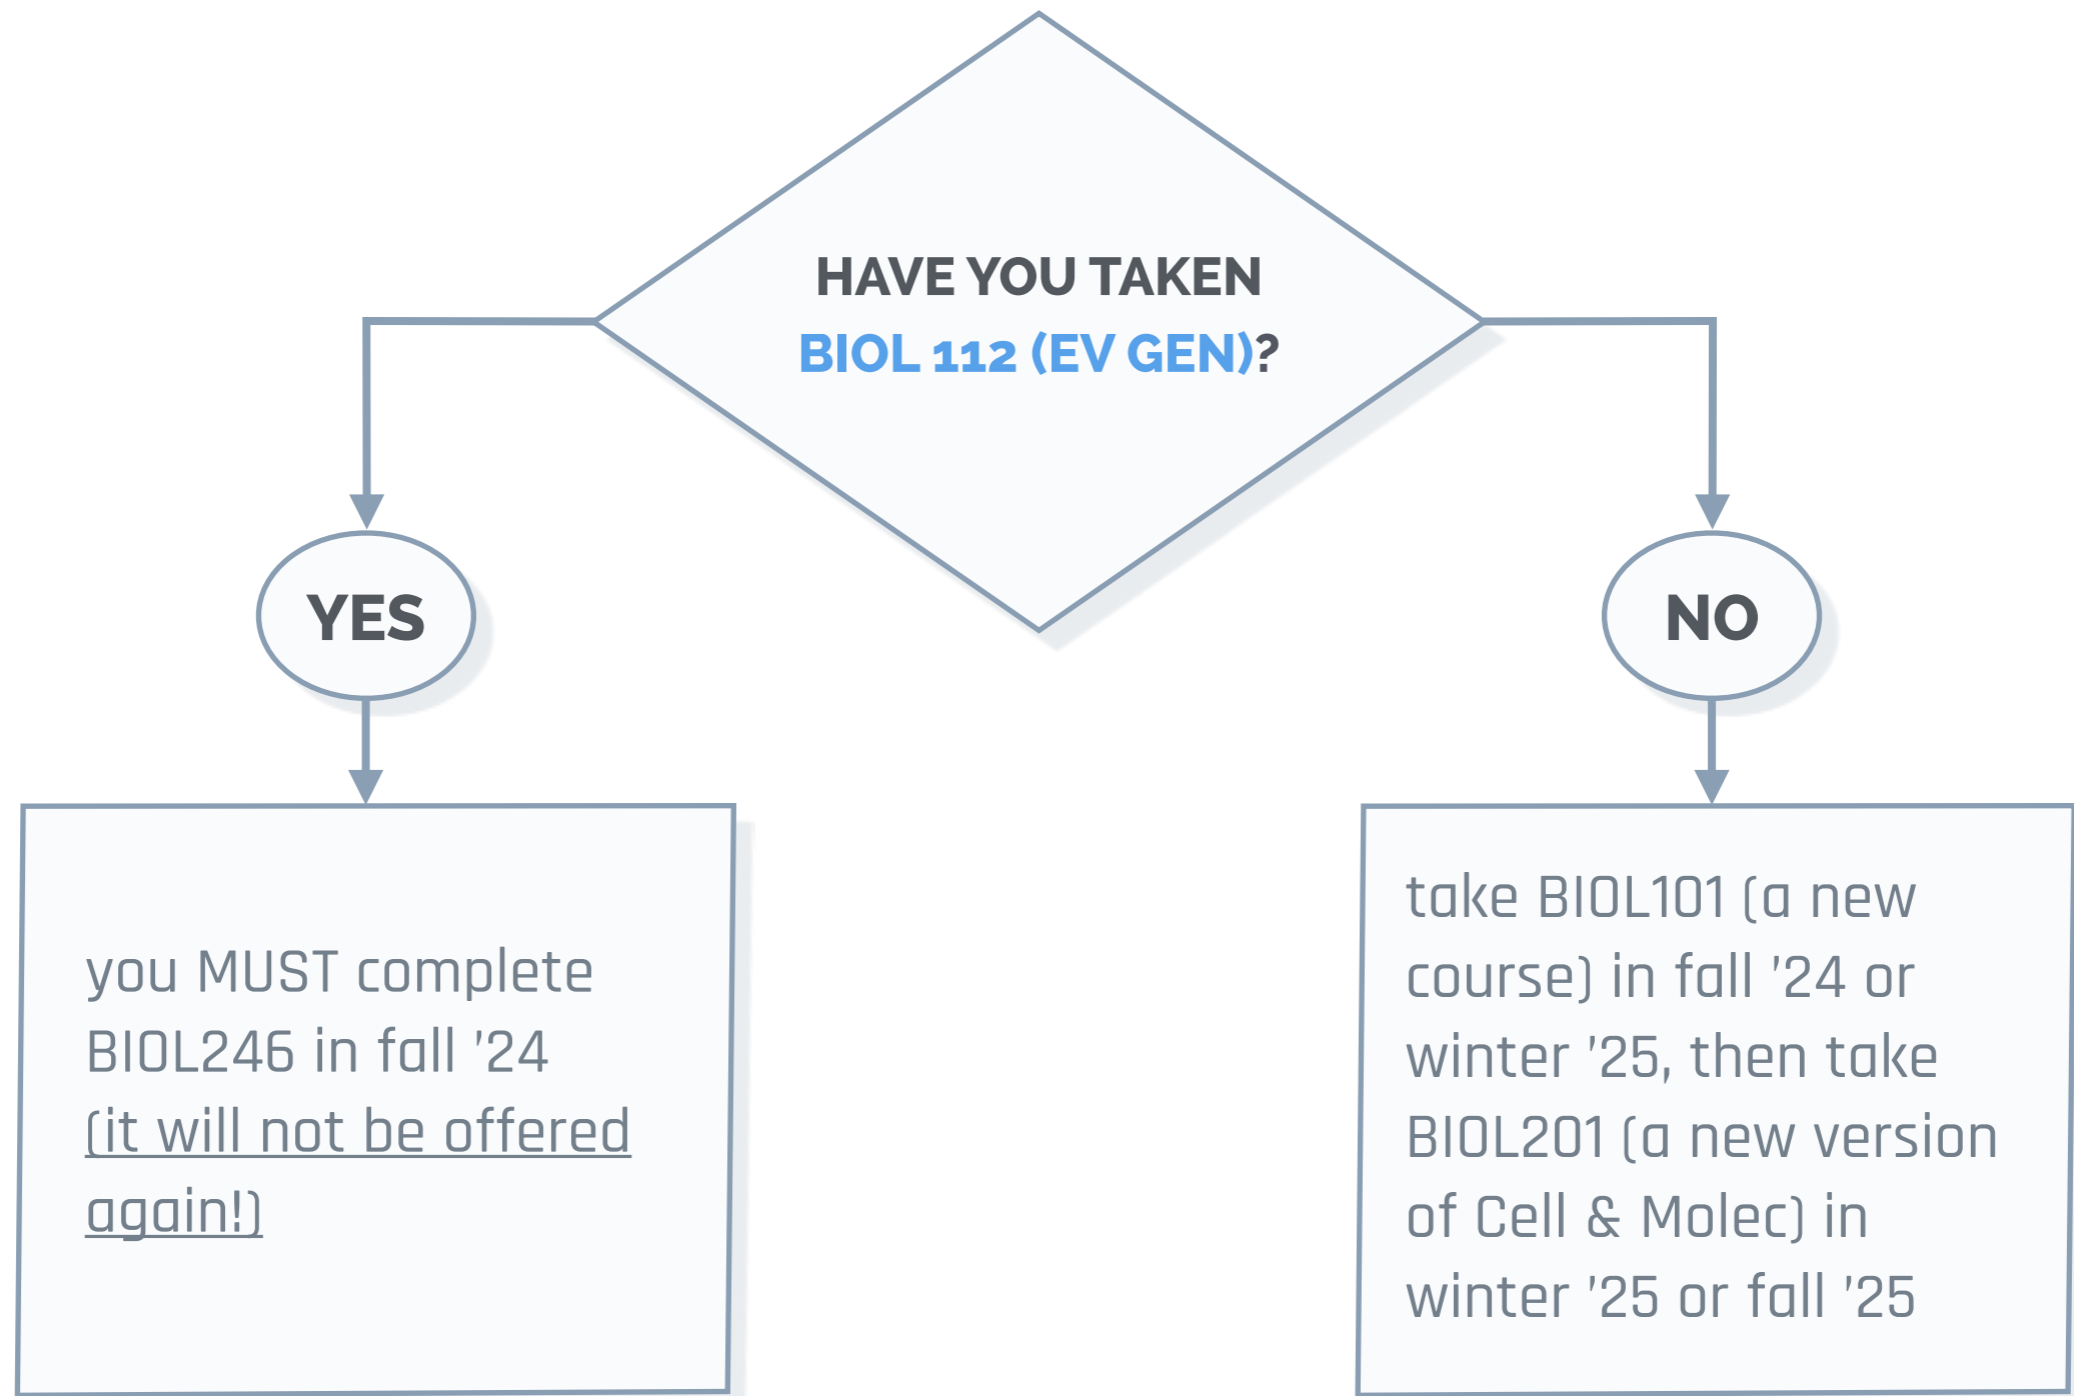 HAVE YOU TAKEN
BIOL 112 (EV GEN)?
YES
NO
you MUST complete
BIOL246 in fall ’24
(it will not be offered
again!)
take BIOL101 (a new
course) in fall ’24 or
winter ’25, then take
BIOL201 (a new version
of Cell & Molec) in
winter ’25 or fall ’25